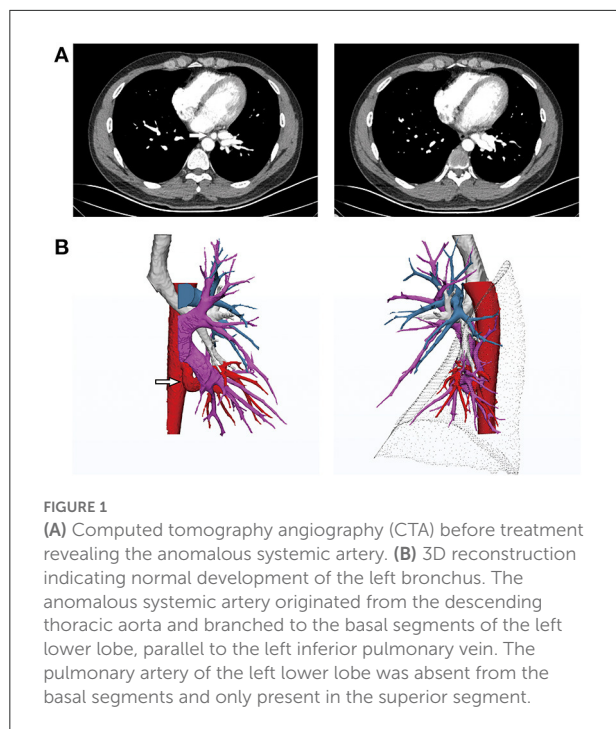 A
B
FIGURE 1
(A) Computed tomography angiography (CTA) before treatment
revealing the anomalous systemic artery. (B) 3D reconstruction
indicating normal development of the left bronchus. The
anomalous systemic artery originated from the descending
thoracic aorta and branched to the basal segments of the left
lower lobe, parallel to the left inferior pulmonary vein. The
pulmonary artery of the left lower lobe was absent from the
basal segments and only present in the superior segment.